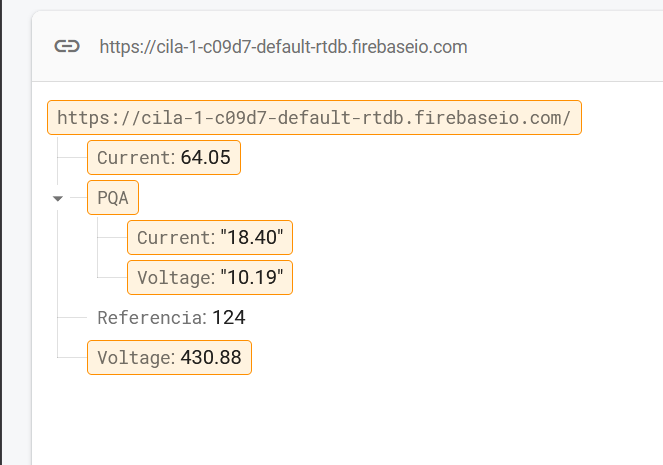 https://cila-1-c09d7-default-rtdb.firebaseio.com
https://cila-1-c09d7-default-rtdb.firebaseio.com/
Current: 64.05
PQA
Current: "18.40"
Voltage: "10.19"
Referencia: 124
Voltage: 430.88